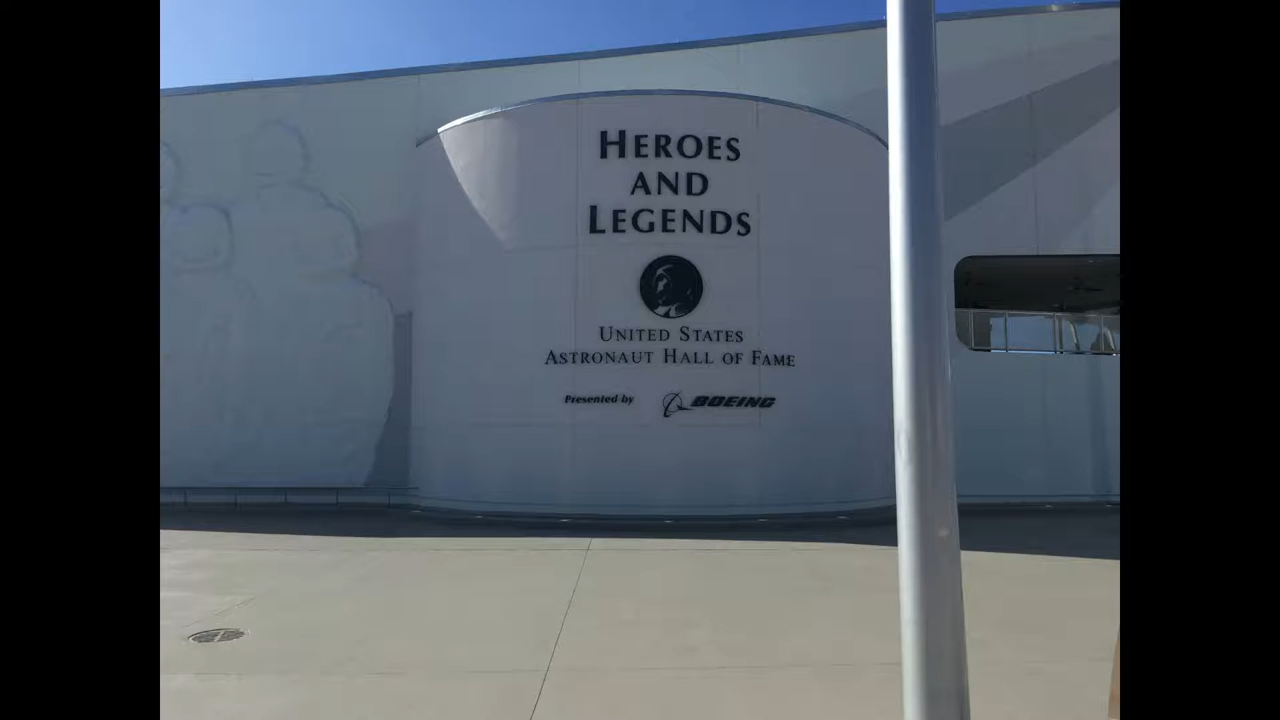 HEROES
AND
LEGENDS
UNITED STATES
ASTRONAUT HALL OF FAME
Presented by BOEING